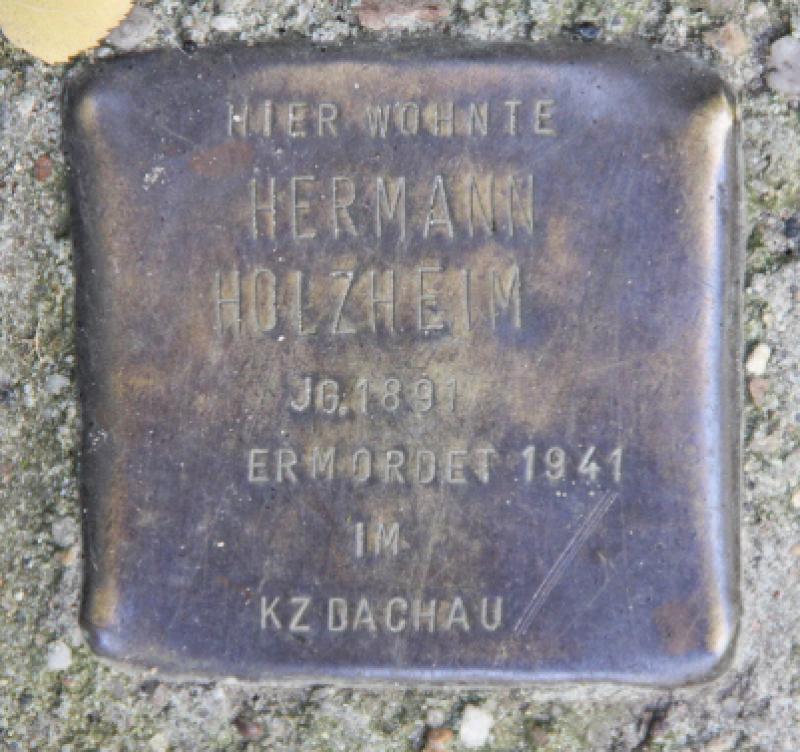 HIER WOHNTE
HERMANN
HOLZHEIM
JG. 1891
ERMORDET 1941
IM
KZ DACHAU